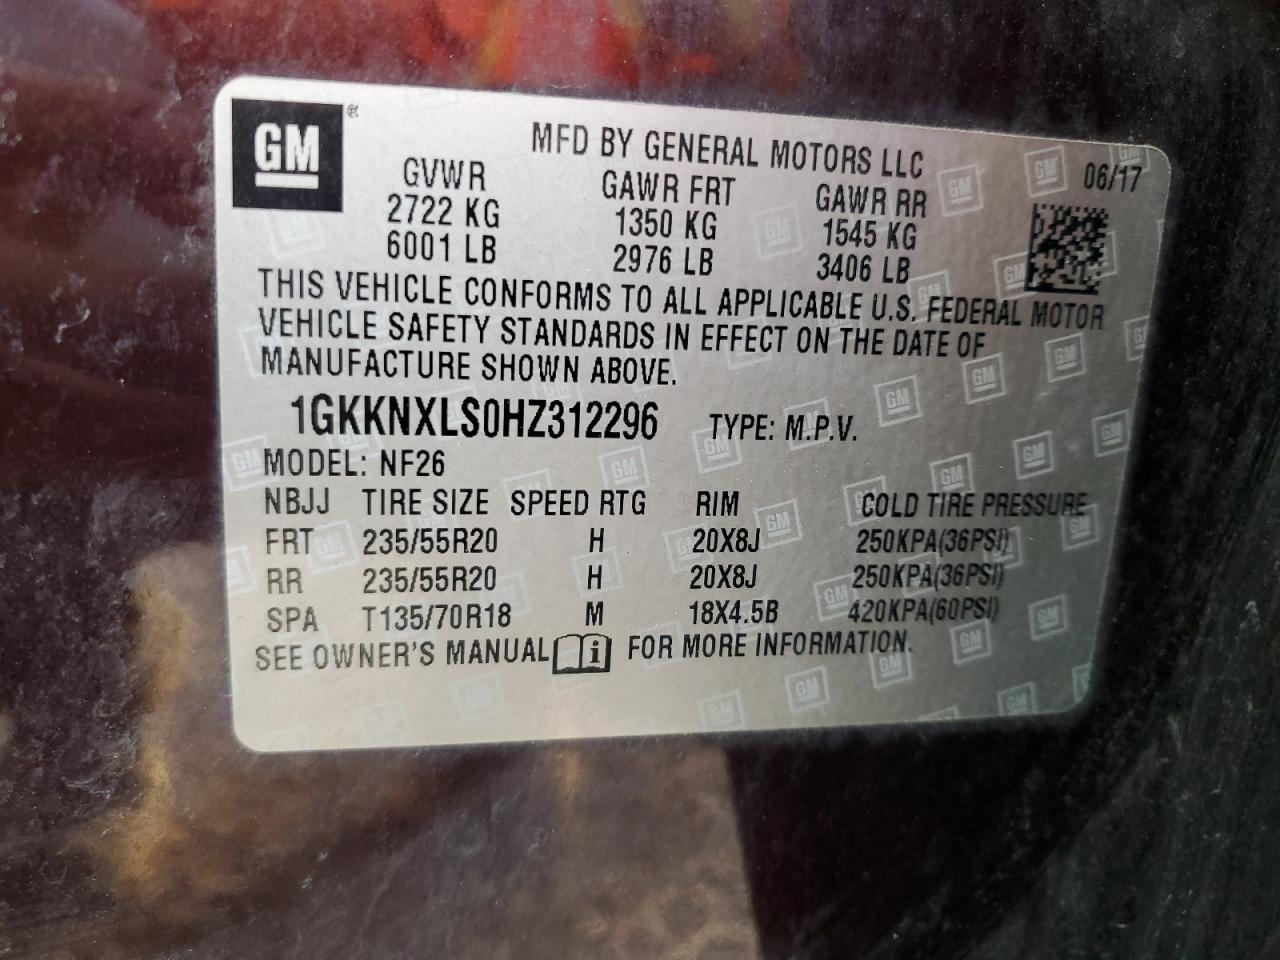 GM®
MFD BY GENERAL MOTORS LLC
06/17
GVWR GAWR FRT GAWR RR
2722 KG 1350 KG 1545 KG
6001 LB 2976 LB 3406 LB
THIS VEHICLE CONFORMS TO ALL APPLICABLE U.S. FEDERAL MOTOR
VEHICLE SAFETY STANDARDS IN EFFECT ON THE DATE OF
MANUFACTURE SHOWN ABOVE.
1GKKNXLS0HZ312296 TYPE: M.P.V.
MODEL: NF26
NBJJ TIRE SIZE SPEED RTG RIM COLD TIRE PRESSURE
FRT 235/55R20 H 20X8J 250KPA(36PSI)
RR 235/55R20 H 20X8J 250KPA(36PSI)
SPA T135/70R18 M 18X4.5B 420KPA(60PSI)
SEE OWNER'S MANUAL i FOR MORE INFORMATION.